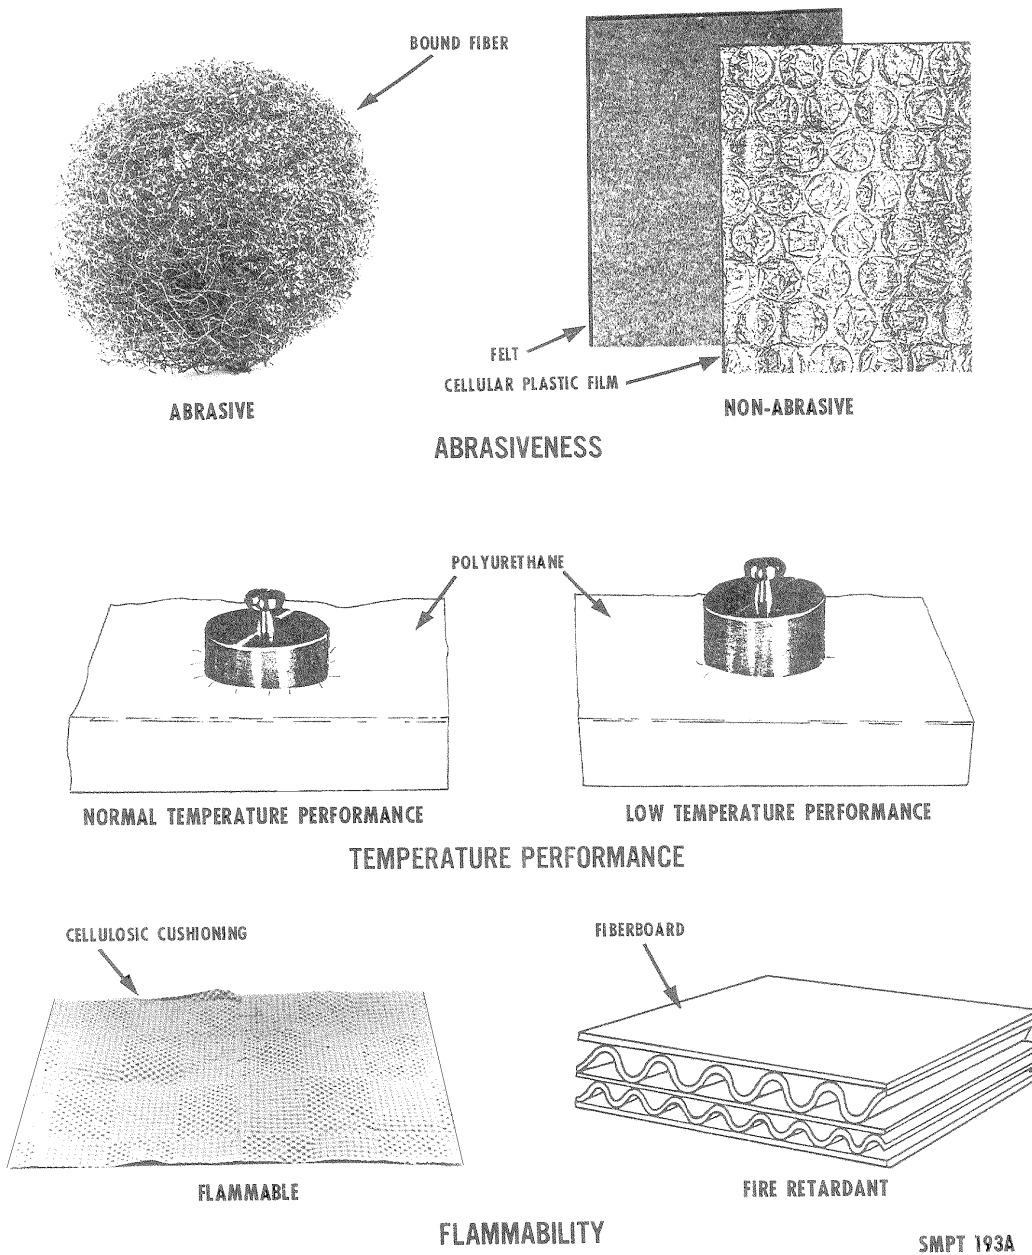 BOUND FIBER
FELT
CELLULAR PLASTIC FILM
ABRASIVE
NON-ABRASIVE
ABRASIVENESS
POLYURETHANE
NORMAL TEMPERATURE PERFORMANCE
LOW TEMPERATURE PERFORMANCE
TEMPERATURE PERFORMANCE
CELLULOSIC CUSHIONING
FIBERBOARD
FLAMMABLE
FIRE RETARDANT
FLAMMABILITY
SMPT 193A